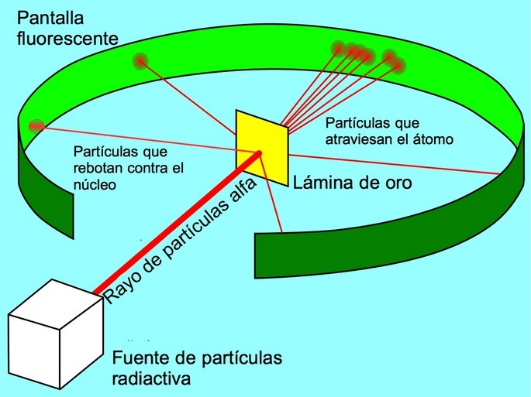 Pantalla
fluorescente
Partículas que
atraviesan el átomo
Partículas que
rebotan contra el
núcleo
Lámina de oro
Rayo de partículas alfa
Fuente de partículas
radiactiva